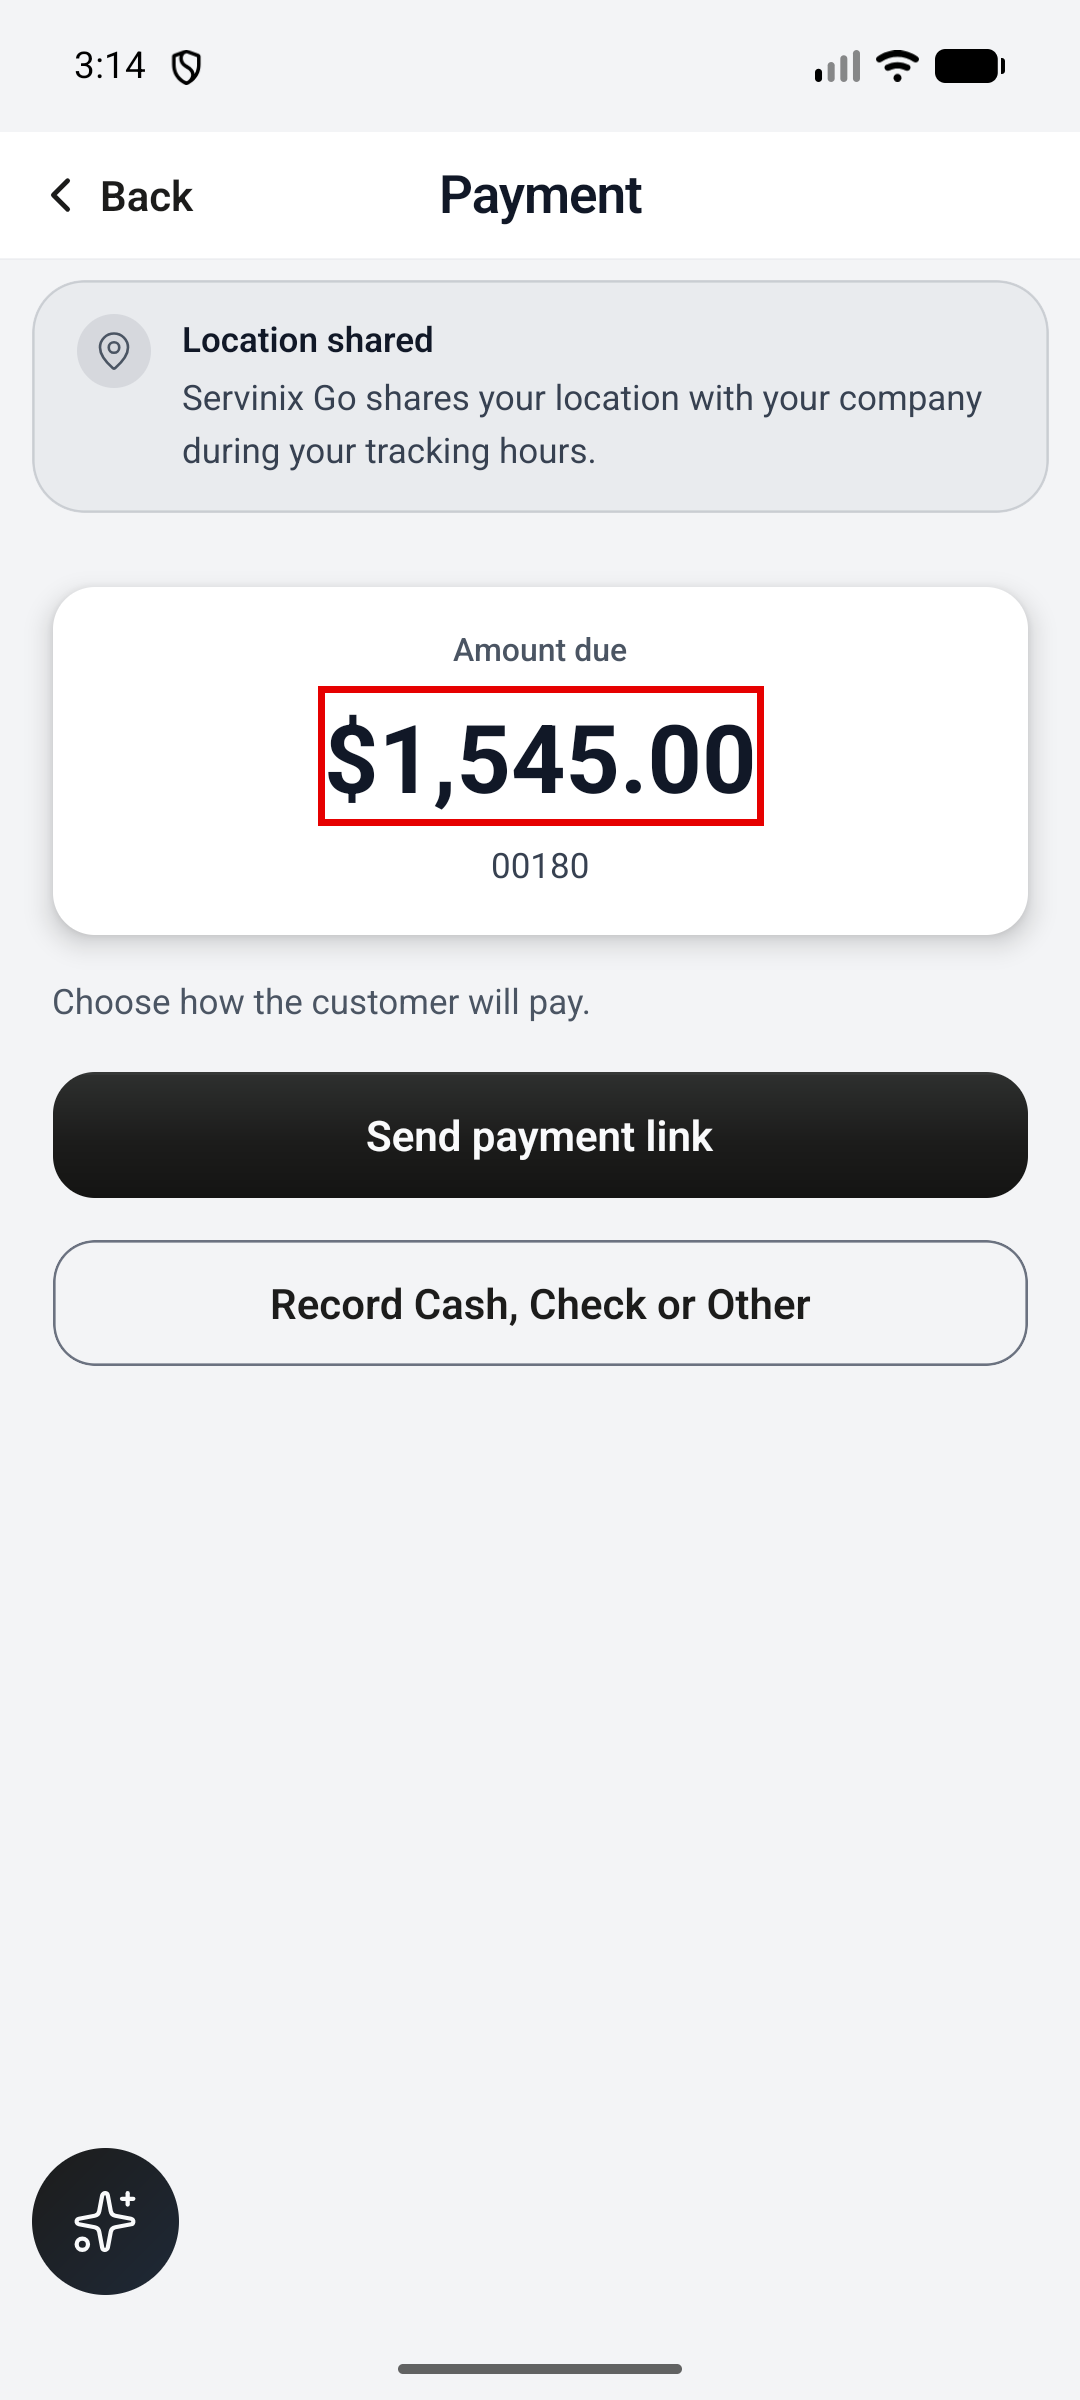 3:14
Back
Payment
Location shared
Servinix Go shares your location with your company
during your tracking hours.
Amount due
$1,545.00
00180
Choose how the customer will pay.
Send payment link
Record Cash, Check or Other